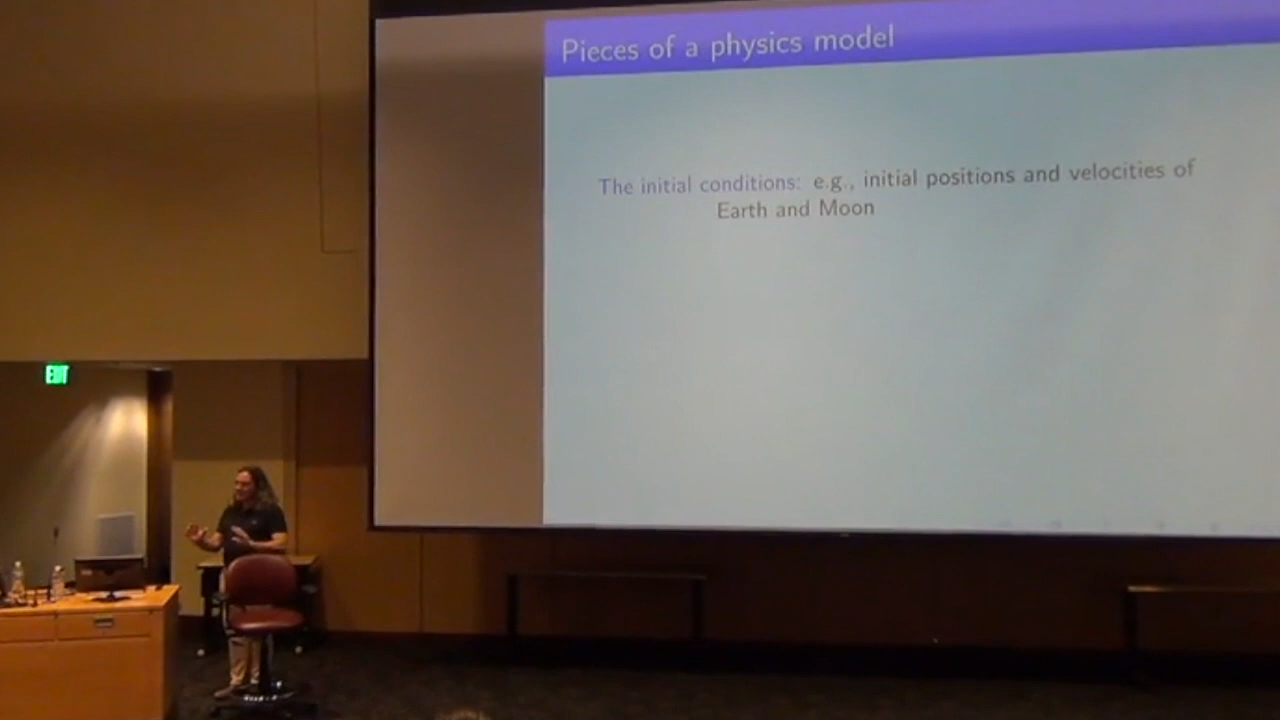 Pieces of a physics model
The initial conditions: e.g., initial positions and velocities of
Earth and Moon
EXIT